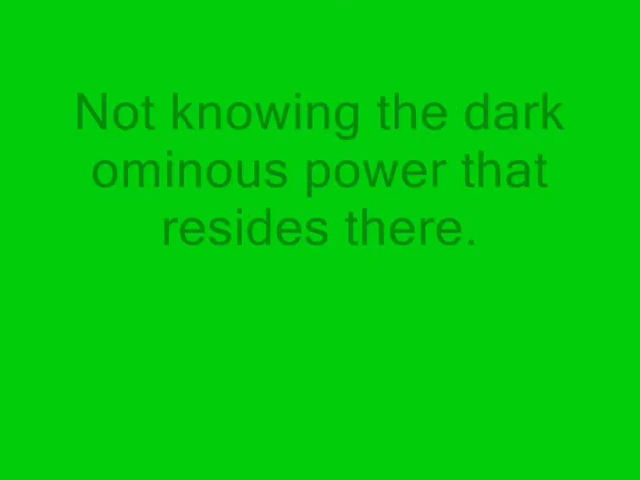 Not knowing the dark
ominous power that
resides there.